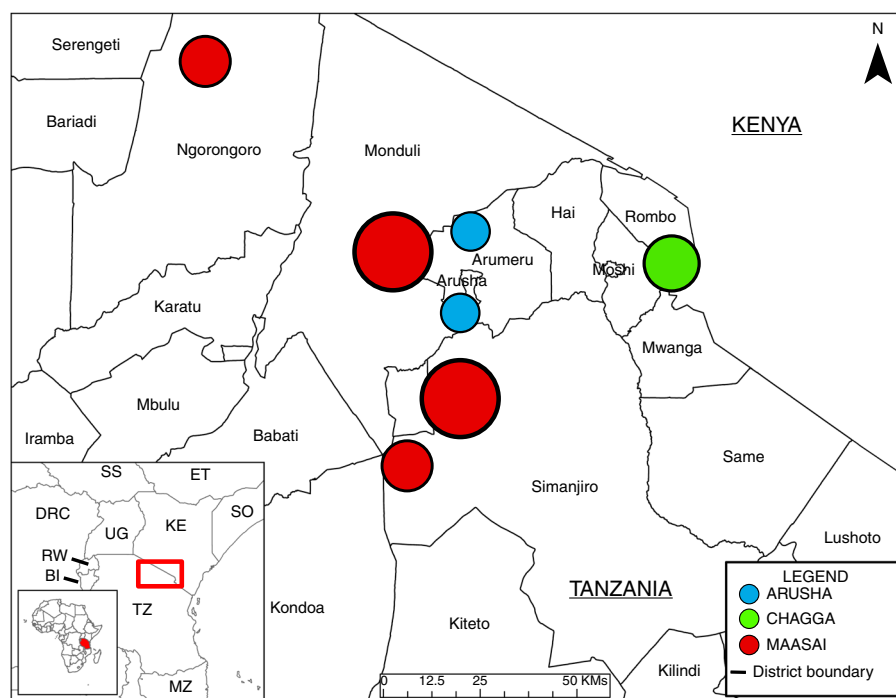 N
Serengeti
KENYA
Bariadi
Ngorongoro
Monduli
Hai
Rombo
Arumeru
Moshi
Arusha
Karatu
Mwanga
Mbulu
Iramba
Babati
Same
Simanjiro
Lushoto
SS
ET
DRC
UG
KE
SO
RW
BI
TZ
MZ
Kondoa
Kiteto
TANZANIA
Kilindi
LEGEND
ARUSHA
CHAGGA
MAASAI
District boundary
0 12.5 25 50 KMs